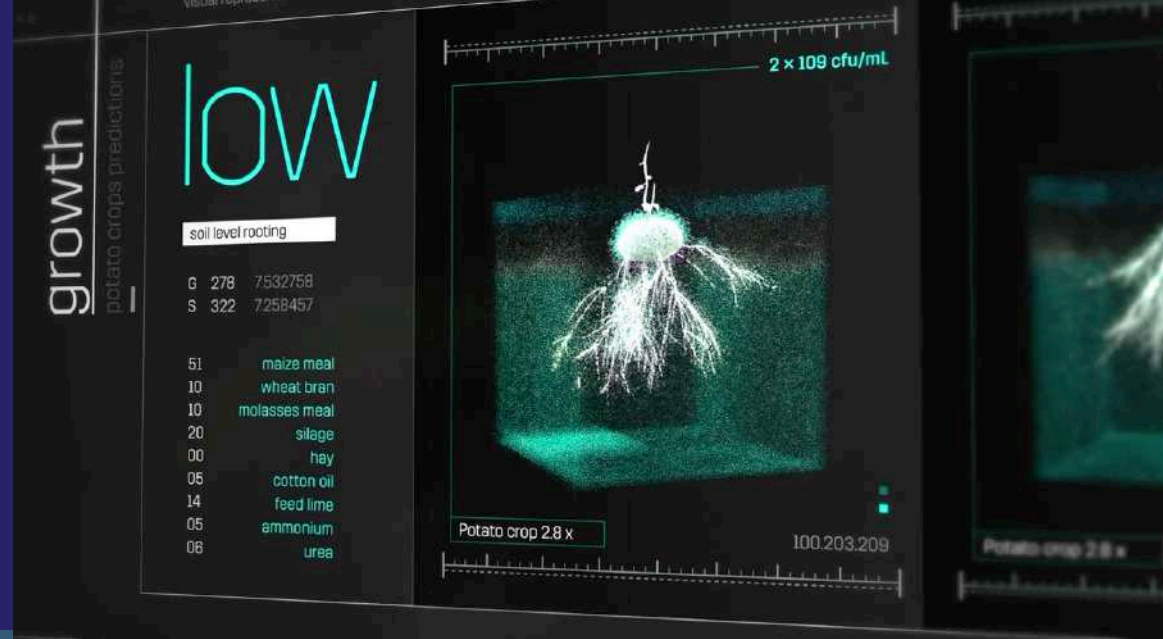 growth
potato crops predictions
low
soil level rooting
G 278 7.532758
S 322 7.258457
51 maize meal
10 wheat bran
10 molasses meal
20 silage
00 hay
05 cotton oil
14 feed lime
05 ammonium
06 urea
2 × 109 cfu/mL
Potato crop 2.8 x
100.203.209
Potato crop 2.8 x